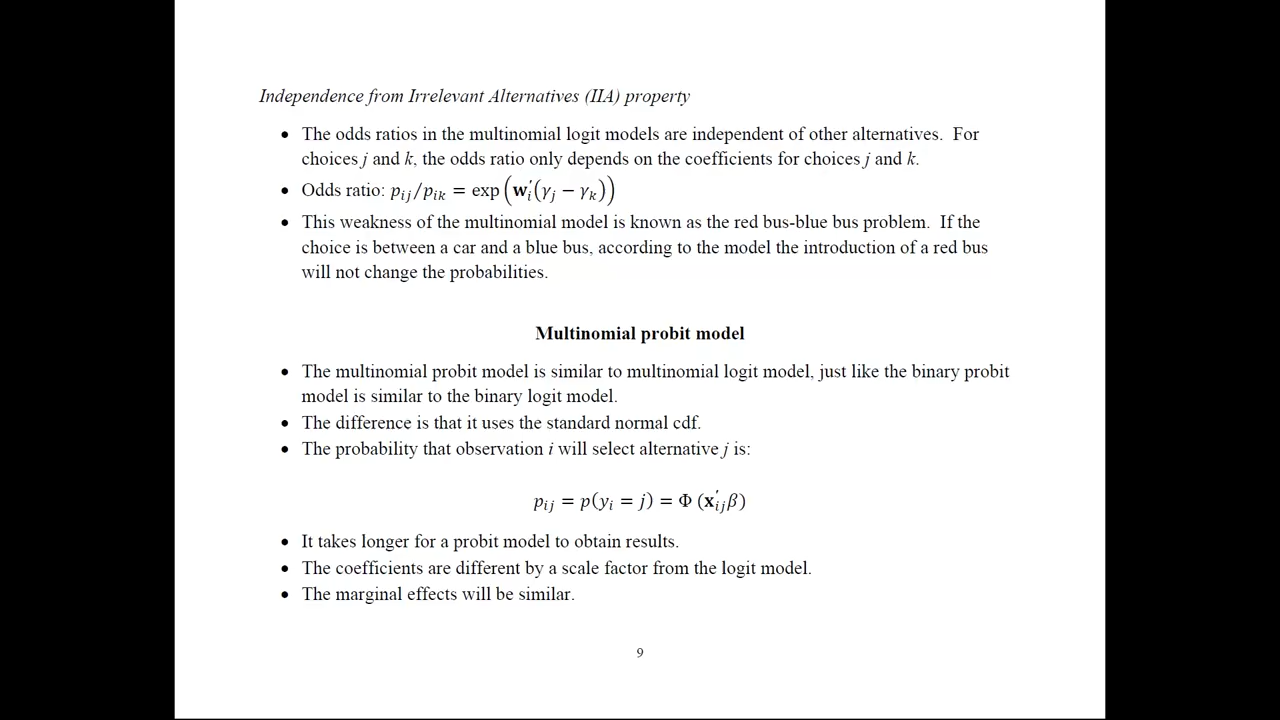 Independence from Irrelevant Alternatives (IIA) property
• The odds ratios in the multinomial logit models are independent of other alternatives. For
choices j and k, the odds ratio only depends on the coefficients for choices j and k.
• Odds ratio: p_ij/p_ik = exp(w_i′(γ_j − γ_k))
• This weakness of the multinomial model is known as the red bus-blue bus problem. If the
choice is between a car and a blue bus, according to the model the introduction of a red bus
will not change the probabilities.
Multinomial probit model
• The multinomial probit model is similar to multinomial logit model, just like the binary probit
model is similar to the binary logit model.
• The difference is that it uses the standard normal cdf.
• The probability that observation i will select alternative j is:
p_ij = p(y_i = j) = Φ (x_ij′β)
• It takes longer for a probit model to obtain results.
• The coefficients are different by a scale factor from the logit model.
• The marginal effects will be similar.
9